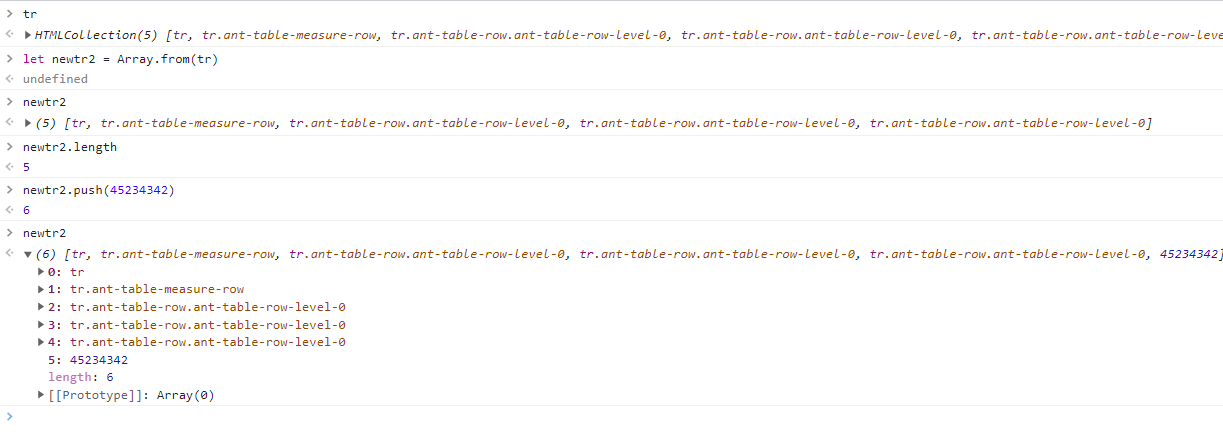 tr
HTMLCollection(5) [tr, tr.ant-table-measure-row, tr.ant-table-row.ant-table-row-level-0, tr.ant-table-row.ant-table-row-level-0, tr.ant-table-row.ant-table-row-leve
let newtr2 = Array.from(tr)
undefined
newtr2
(5) [tr, tr.ant-table-measure-row, tr.ant-table-row.ant-table-row-level-0, tr.ant-table-row.ant-table-row-level-0, tr.ant-table-row.ant-table-row-level-0]
newtr2.length
5
newtr2.push(45234342)
6
newtr2
(6) [tr, tr.ant-table-measure-row, tr.ant-table-row.ant-table-row-level-0, tr.ant-table-row.ant-table-row-level-0, tr.ant-table-row.ant-table-row-level-0, 45234342]
0: tr
1: tr.ant-table-measure-row
2: tr.ant-table-row.ant-table-row-level-0
3: tr.ant-table-row.ant-table-row-level-0
4: tr.ant-table-row.ant-table-row-level-0
5: 45234342
length: 6
[[Prototype]]: Array(0)